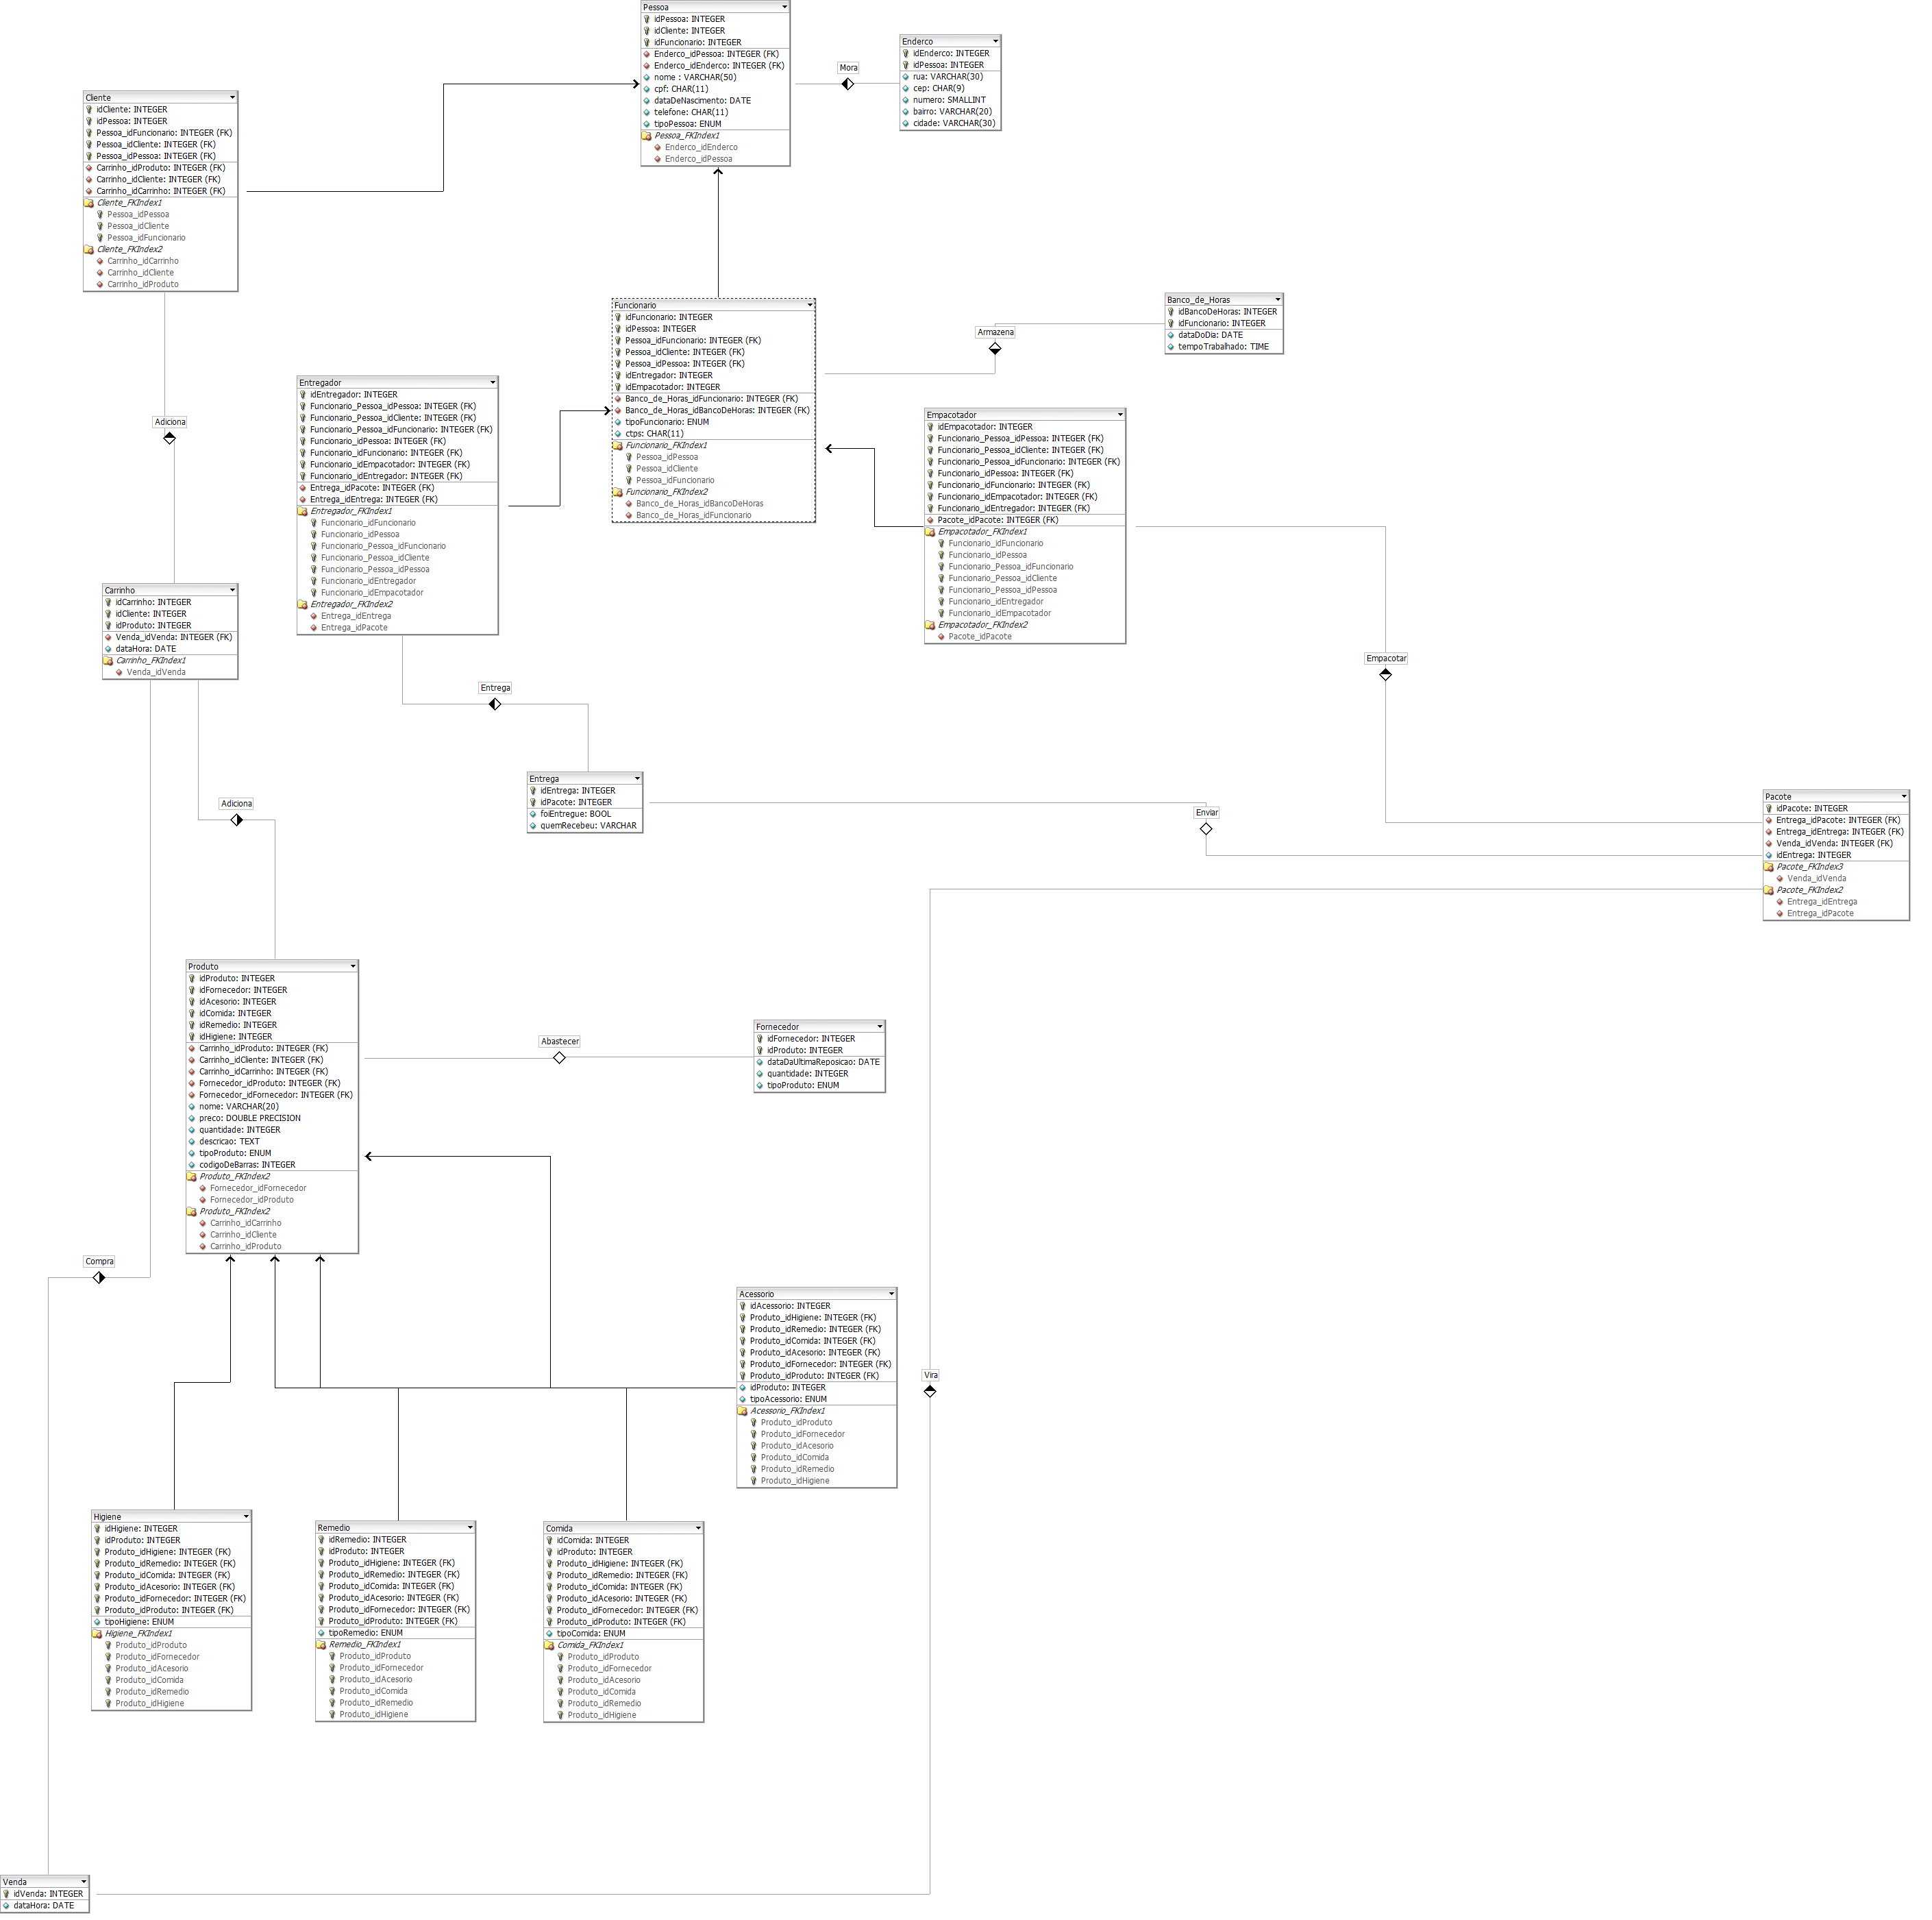 Pessoa
idPessoa: INTEGER
idCliente: INTEGER
idFuncionario: INTEGER
Enderco_idPessoa: INTEGER (FK)
Enderco_idEnderco: INTEGER (FK)
nome : VARCHAR(50)
cpf: CHAR(11)
dataDeNascimento: DATE
telefone: CHAR(11)
tipoPessoa: ENUM
Pessoa_FKIndex1
Enderco_idEnderco
Enderco_idPessoa
Mora
Enderco
idEnderco: INTEGER
idPessoa: INTEGER
rua: VARCHAR(30)
cep: CHAR(9)
numero: SMALLINT
bairro: VARCHAR(20)
cidade: VARCHAR(30)
Cliente
idCliente: INTEGER
idPessoa: INTEGER
Pessoa_idFuncionario: INTEGER (FK)
Pessoa_idCliente: INTEGER (FK)
Pessoa_idPessoa: INTEGER (FK)
Carrinho_idProduto: INTEGER (FK)
Carrinho_idCliente: INTEGER (FK)
Carrinho_idCarrinho: INTEGER (FK)
Cliente_FKIndex1
Pessoa_idPessoa
Pessoa_idCliente
Pessoa_idFuncionario
Cliente_FKIndex2
Carrinho_idCarrinho
Carrinho_idCliente
Carrinho_idProduto
Funcionario
idFuncionario: INTEGER
idPessoa: INTEGER
Pessoa_idFuncionario: INTEGER (FK)
Pessoa_idCliente: INTEGER (FK)
Pessoa_idPessoa: INTEGER (FK)
idEntregador: INTEGER
idEmpacotador: INTEGER
Banco_de_Horas_idFuncionario: INTEGER (FK)
Banco_de_Horas_idBancoDeHoras: INTEGER (FK)
tipoFuncionario: ENUM
ctps: CHAR(11)
Funcionario_FKIndex1
Pessoa_idPessoa
Pessoa_idCliente
Pessoa_idFuncionario
Funcionario_FKIndex2
Banco_de_Horas_idBancoDeHoras
Banco_de_Horas_idFuncionario
Armazena
Banco_de_Horas
idBancoDeHoras: INTEGER
idFuncionario: INTEGER
dataDoDia: DATE
tempoTrabalhado: TIME
Entregador
idEntregador: INTEGER
Funcionario_Pessoa_idPessoa: INTEGER (FK)
Funcionario_Pessoa_idCliente: INTEGER (FK)
Funcionario_Pessoa_idFuncionario: INTEGER (FK)
Funcionario_idPessoa: INTEGER (FK)
Funcionario_idFuncionario: INTEGER (FK)
Funcionario_idEmpacotador: INTEGER (FK)
Funcionario_idEntregador: INTEGER (FK)
Entrega_idPacote: INTEGER (FK)
Entrega_idEntrega: INTEGER (FK)
Entregador_FKIndex1
Funcionario_idFuncionario
Funcionario_idPessoa
Funcionario_Pessoa_idFuncionario
Funcionario_Pessoa_idCliente
Funcionario_Pessoa_idPessoa
Funcionario_idEntregador
Funcionario_idEmpacotador
Entregador_FKIndex2
Entrega_idEntrega
Entrega_idPacote
Empacotador
idEmpacotador: INTEGER
Funcionario_Pessoa_idPessoa: INTEGER (FK)
Funcionario_Pessoa_idCliente: INTEGER (FK)
Funcionario_Pessoa_idFuncionario: INTEGER (FK)
Funcionario_idPessoa: INTEGER (FK)
Funcionario_idFuncionario: INTEGER (FK)
Funcionario_idEmpacotador: INTEGER (FK)
Funcionario_idEntregador: INTEGER (FK)
Pacote_idPacote: INTEGER (FK)
Empacotador_FKIndex1
Funcionario_idFuncionario
Funcionario_idPessoa
Funcionario_Pessoa_idFuncionario
Funcionario_Pessoa_idCliente
Funcionario_Pessoa_idPessoa
Funcionario_idEntregador
Funcionario_idEmpacotador
Empacotador_FKIndex2
Pacote_idPacote
Adiciona
Carrinho
idCarrinho: INTEGER
idCliente: INTEGER
idProduto: INTEGER
Venda_idVenda: INTEGER (FK)
dataHora: DATE
Carrinho_FKIndex1
Venda_idVenda
Empacotar
Entrega
Entrega
idEntrega: INTEGER
idPacote: INTEGER
foiEntregue: BOOL
quemRecebeu: VARCHAR
Adiciona
Enviar
Pacote
idPacote: INTEGER
Entrega_idPacote: INTEGER (FK)
Entrega_idEntrega: INTEGER (FK)
Venda_idVenda: INTEGER (FK)
idEntrega: INTEGER
Pacote_FKIndex3
Venda_idVenda
Pacote_FKIndex2
Entrega_idEntrega
Entrega_idPacote
Produto
idProduto: INTEGER
idFornecedor: INTEGER
idAcesorio: INTEGER
idComida: INTEGER
idRemedio: INTEGER
idHigiene: INTEGER
Carrinho_idProduto: INTEGER (FK)
Carrinho_idCliente: INTEGER (FK)
Carrinho_idCarrinho: INTEGER (FK)
Fornecedor_idProduto: INTEGER (FK)
Fornecedor_idFornecedor: INTEGER (FK)
nome: VARCHAR(20)
preco: DOUBLE PRECISION
quantidade: INTEGER
descricao: TEXT
tipoProduto: ENUM
codigoDeBarras: INTEGER
Produto_FKIndex2
Fornecedor_idFornecedor
Fornecedor_idProduto
Produto_FKIndex2
Carrinho_idCarrinho
Carrinho_idCliente
Carrinho_idProduto
Abastecer
Fornecedor
idFornecedor: INTEGER
idProduto: INTEGER
dataDaUltimaReposicao: DATE
quantidade: INTEGER
tipoProduto: ENUM
Compra
Acessorio
idAcessorio: INTEGER
Produto_idHigiene: INTEGER (FK)
Produto_idRemedio: INTEGER (FK)
Produto_idComida: INTEGER (FK)
Produto_idAcesorio: INTEGER (FK)
Produto_idFornecedor: INTEGER (FK)
Produto_idProduto: INTEGER (FK)
idProduto: INTEGER
tipoAcessorio: ENUM
Acessorio_FKIndex1
Produto_idProduto
Produto_idFornecedor
Produto_idAcesorio
Produto_idComida
Produto_idRemedio
Produto_idHigiene
Vira
Higiene
idHigiene: INTEGER
idProduto: INTEGER
Produto_idHigiene: INTEGER (FK)
Produto_idRemedio: INTEGER (FK)
Produto_idComida: INTEGER (FK)
Produto_idAcesorio: INTEGER (FK)
Produto_idFornecedor: INTEGER (FK)
Produto_idProduto: INTEGER (FK)
tipoHigiene: ENUM
Higiene_FKIndex1
Produto_idProduto
Produto_idFornecedor
Produto_idAcesorio
Produto_idComida
Produto_idRemedio
Produto_idHigiene
Remedio
idRemedio: INTEGER
idProduto: INTEGER
Produto_idHigiene: INTEGER (FK)
Produto_idRemedio: INTEGER (FK)
Produto_idComida: INTEGER (FK)
Produto_idAcesorio: INTEGER (FK)
Produto_idFornecedor: INTEGER (FK)
Produto_idProduto: INTEGER (FK)
tipoRemedio: ENUM
Remedio_FKIndex1
Produto_idProduto
Produto_idFornecedor
Produto_idAcesorio
Produto_idComida
Produto_idRemedio
Produto_idHigiene
Comida
idComida: INTEGER
idProduto: INTEGER
Produto_idHigiene: INTEGER (FK)
Produto_idRemedio: INTEGER (FK)
Produto_idComida: INTEGER (FK)
Produto_idAcesorio: INTEGER (FK)
Produto_idFornecedor: INTEGER (FK)
Produto_idProduto: INTEGER (FK)
tipoComida: ENUM
Comida_FKIndex1
Produto_idProduto
Produto_idFornecedor
Produto_idAcesorio
Produto_idComida
Produto_idRemedio
Produto_idHigiene
Venda
idVenda: INTEGER
dataHora: DATE